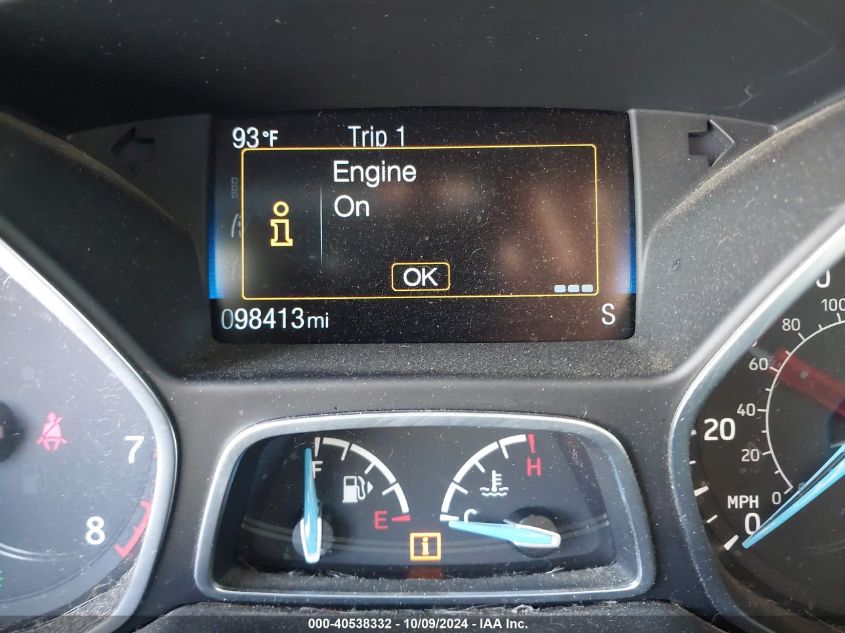 93°F Trip 1
Engine
On
i
OK
098413mi S
7
8
F
E
H
C
i
100
80
60
40
20
0
20
MPH
0
000-40538332 - 10/09/2024 - IAA Inc.